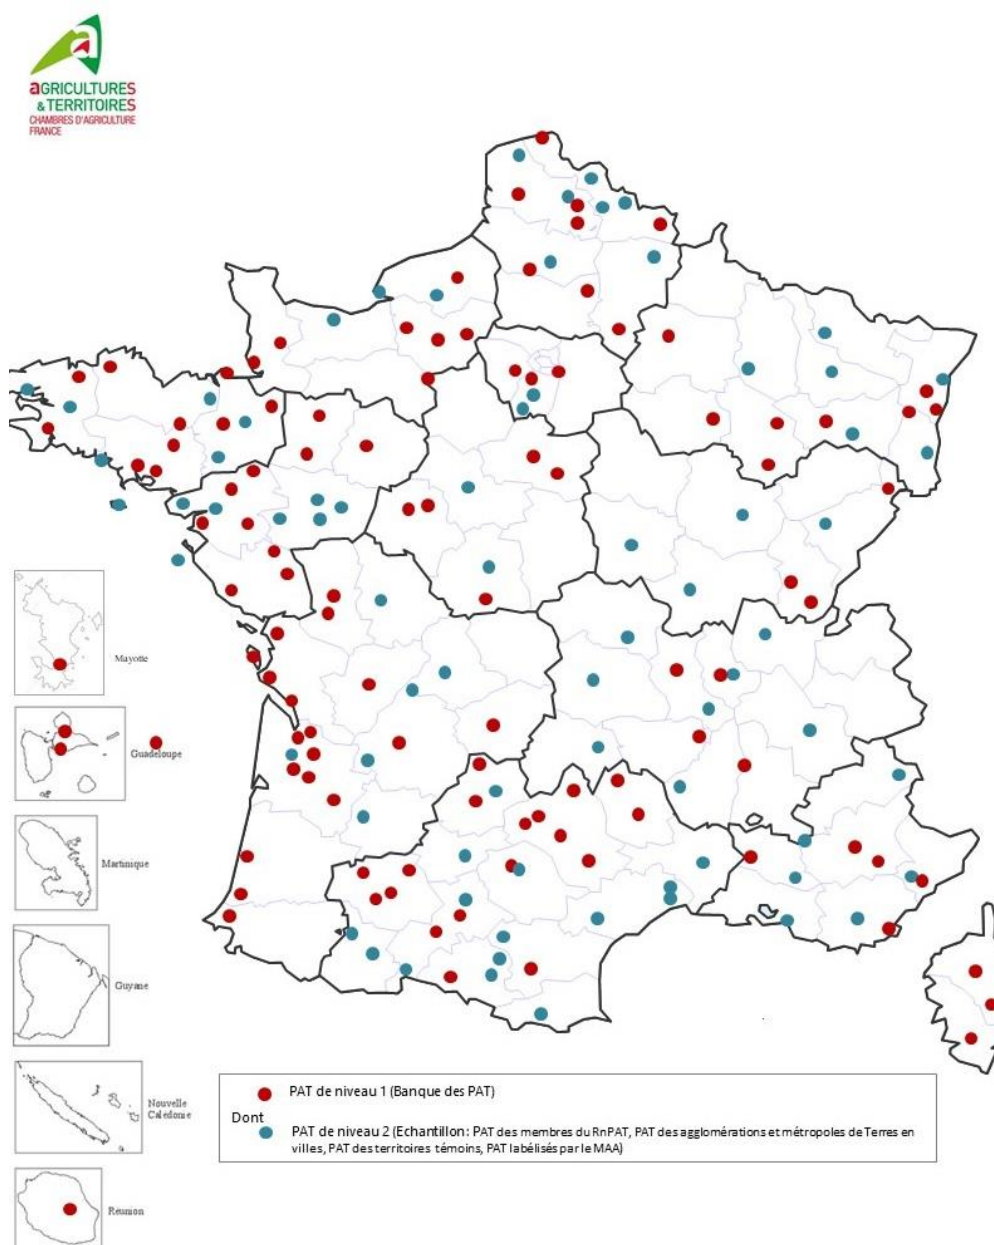 a
aGRICULTURES
& TERRITOIRES
CHAMBRES D'AGRICULTURE
FRANCE
Mayotte
Guadeloupe
Martinique
Guyane
Nouvelle
Calédonie
Réunion
PAT de niveau 1 (Banque des PAT)
Dont
PAT de niveau 2 (Echantillon: PAT des membres du RnPAT, PAT des agglomérations et métropoles de Terres en
villes, PAT des territoires témoins, PAT labélisés par le MAA)